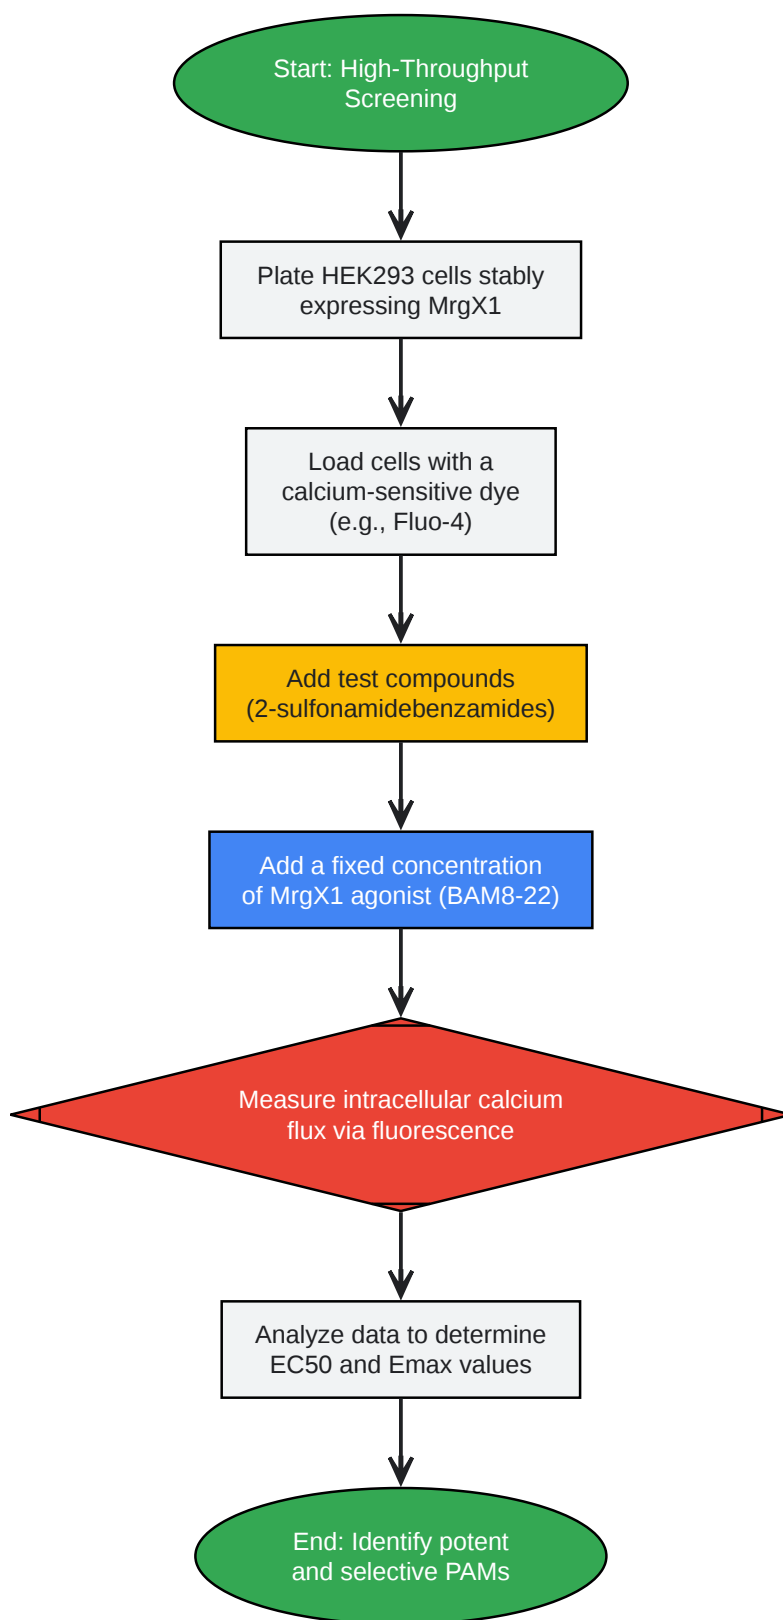 Start: High-Throughput
Screening
Plate HEK293 cells stably
expressing MrgX1
Load cells with a
calcium-sensitive dye
(e.g., Fluo-4)
Add test compounds
(2-sulfonamidebenzamides)
Add a fixed concentration
of MrgX1 agonist (BAM8-22)
Measure intracellular calcium
flux via fluorescence
Analyze data to determine
EC50 and Emax values
End: Identify potent
and selective PAMs